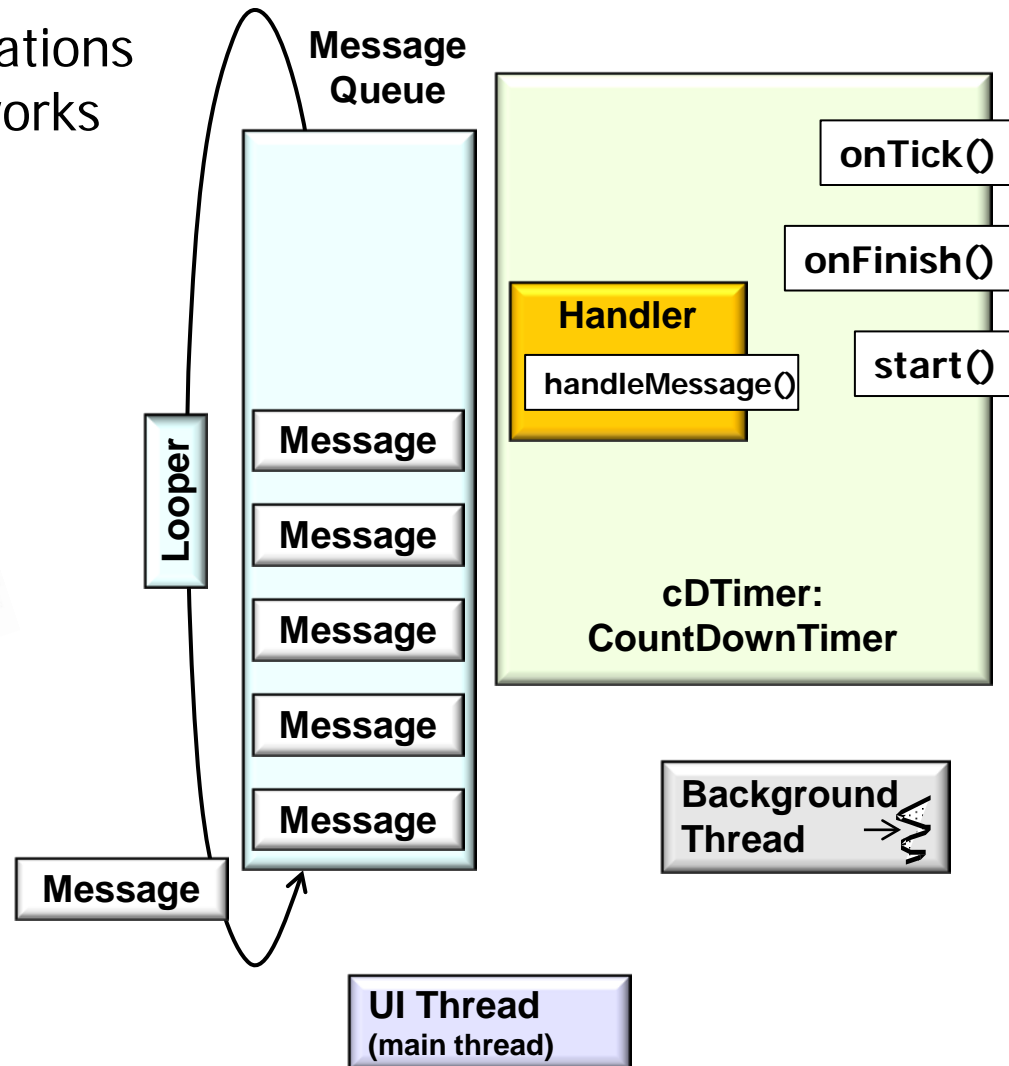 ations
orks
Message
Queue
onTick()
onFinish()
Handler
start()
handleMessage()
Looper
Message
Message
Message
Message
Message
cDTimer:
CountDownTimer
Background
Thread
Message
UI Thread
(main thread)